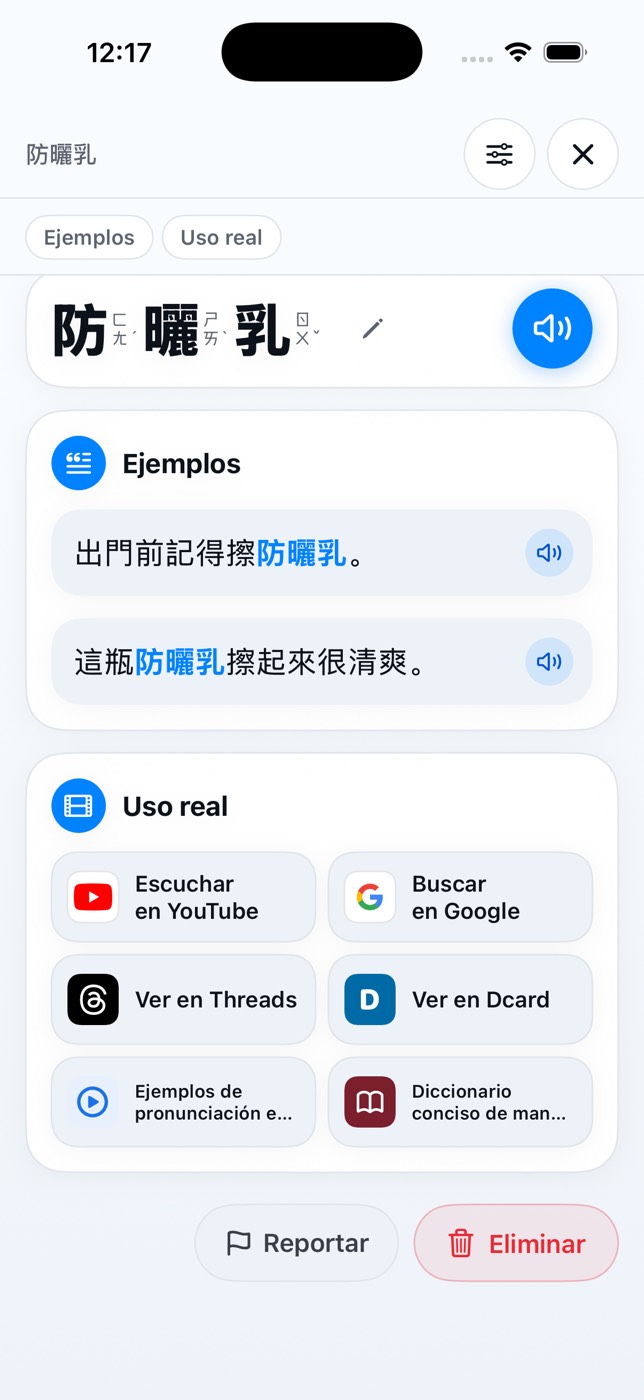 12:17
防曬乳
Ejemplos
Uso real
防ㄈㄤˊ曬ㄕㄞˋ乳ㄖㄨˇ
Ejemplos
出門前記得擦防曬乳。
這瓶防曬乳擦起來很清爽。
Uso real
Escuchar
en YouTube
Buscar
en Google
Ver en Threads
D
Ver en Dcard
Ejemplos de
pronunciación e...
Diccionario
conciso de man...
Reportar
Eliminar